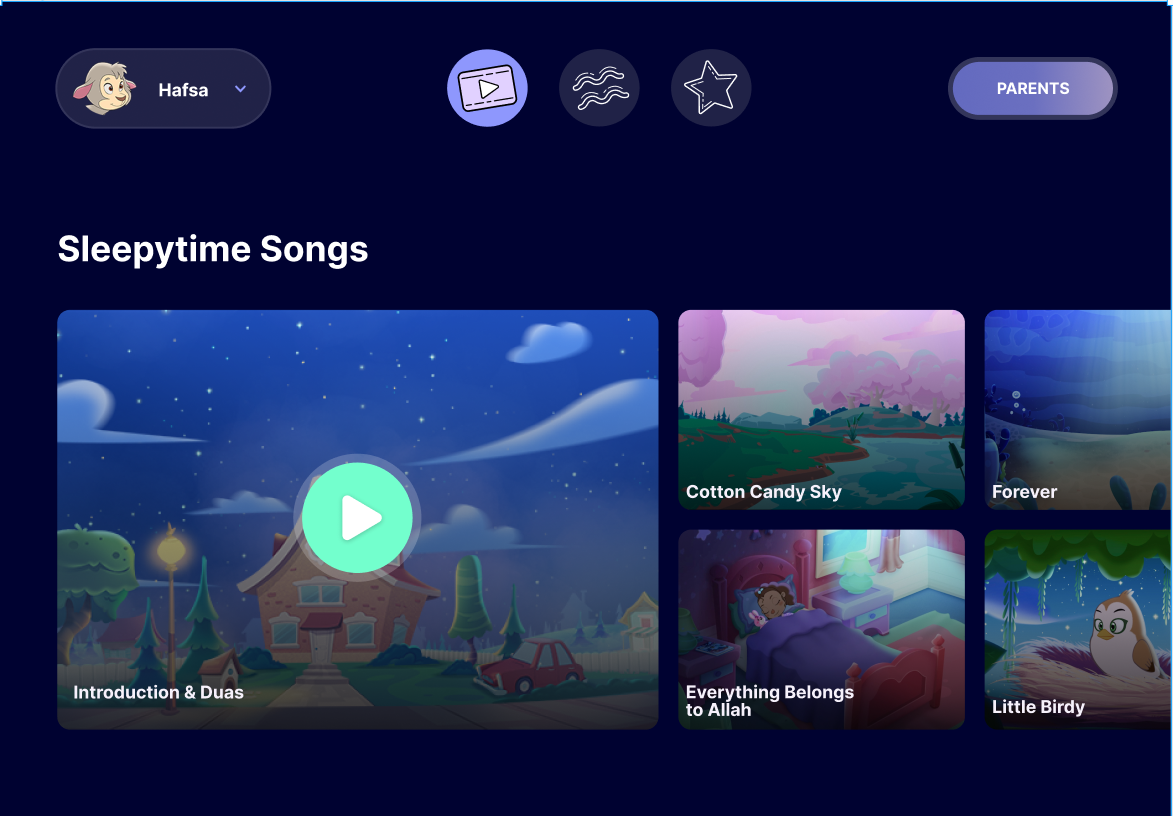 Hafsa
PARENTS
Sleepytime Songs
Introduction & Duas
Cotton Candy Sky
Forever
Everything Belongs
to Allah
Little Birdy